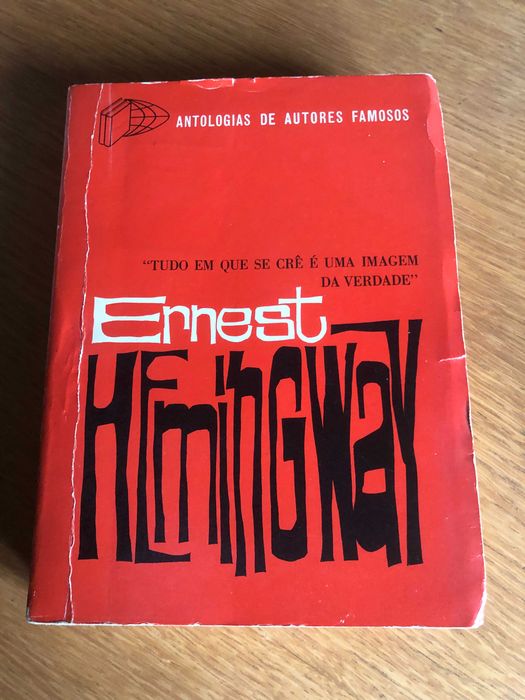 ANTOLOGIAS DE AUTORES FAMOSOS
“TUDO EM QUE SE CRÊ É UMA IMAGEM
DA VERDADE”
Ernest
HEmiNGWaY